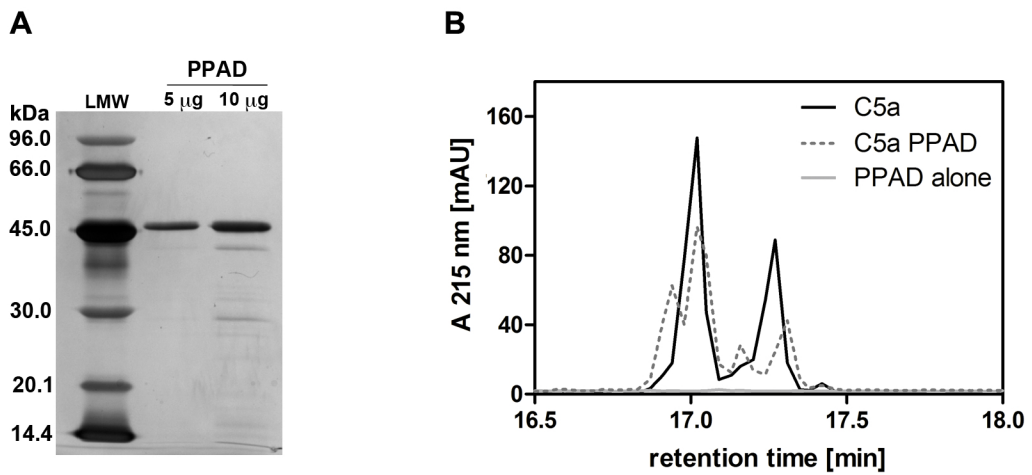 A
PPAD
LMW 5 μg 10 μg
kDa
96.0
66.0
45.0
30.0
20.1
14.4
B
C5a
C5a PPAD
PPAD alone
A 215 nm [mAU]
160
120
80
40
0
16.5 17.0 17.5 18.0
retention time [min]